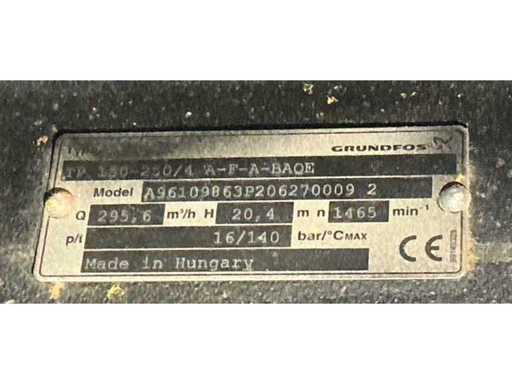 Type GRUNDFOS
TP 150 250/4 A-F-A-BAQE
Model A96109863P206270009 2
Q 295,6 m³/h H 20,4 m n 1465 min⁻¹
p/t 16/140 bar/°CMAX
Made in Hungary CE